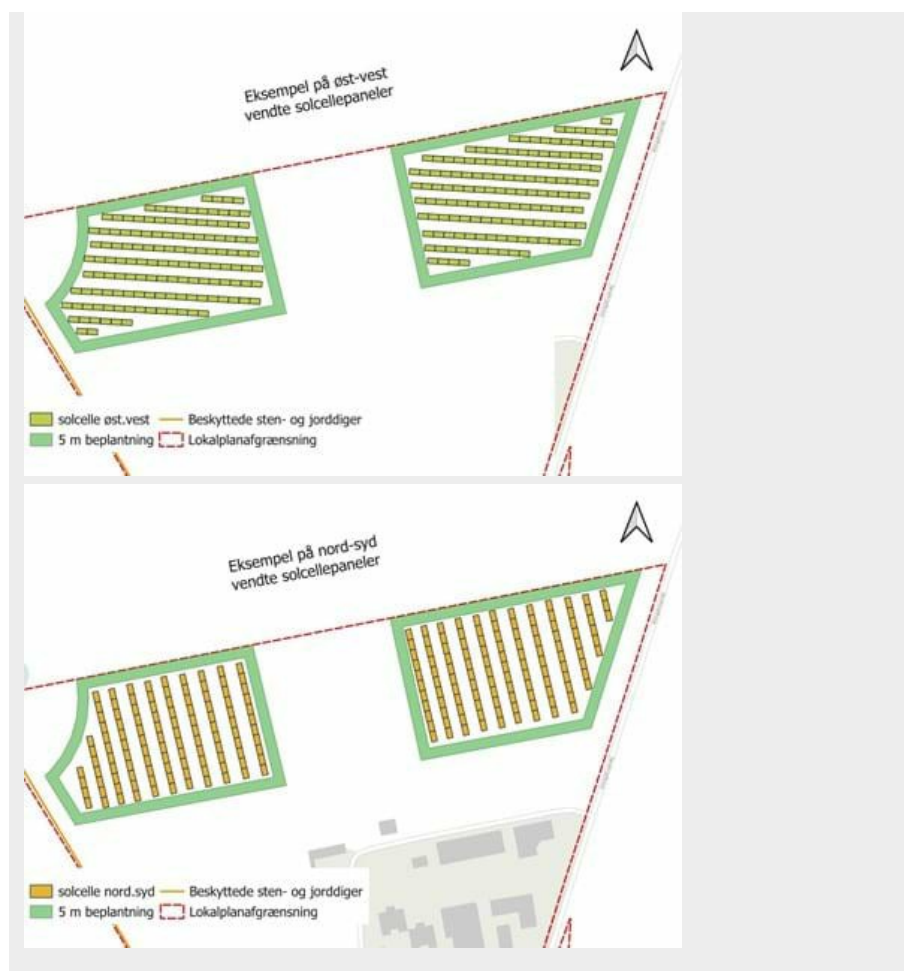 Eksempel på øst-vest
vendte solcellepaneler
solcelle øst.vest
Beskyttede sten- og jorddiger
5 m beplantning
Lokalplanafgrænsning
Eksempel på nord-syd
vendte solcellepaneler
solcelle nord.syd
Beskyttede sten- og jorddiger
5 m beplantning
Lokalplanafgrænsning